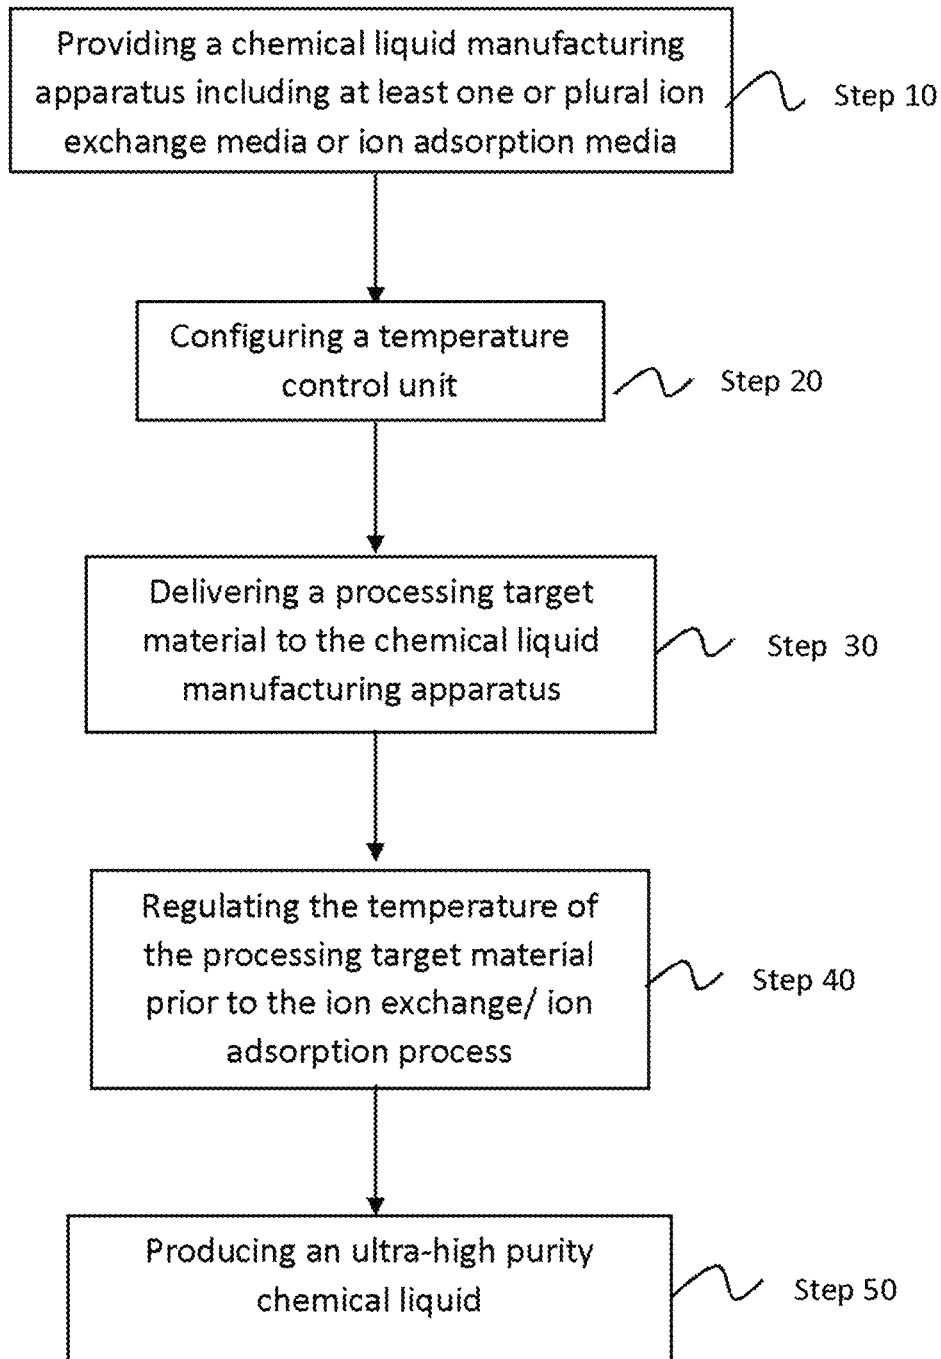 Providing a chemical liquid manufacturing
apparatus including at least one or plural ion
exchange media or ion adsorption media
Step 10
Configuring a temperature
control unit
Step 20
Delivering a processing target
material to the chemical liquid
manufacturing apparatus
Step 30
Regulating the temperature of
the processing target material
prior to the ion exchange/ ion
adsorption process
Step 40
Producing an ultra-high purity
chemical liquid
Step 50